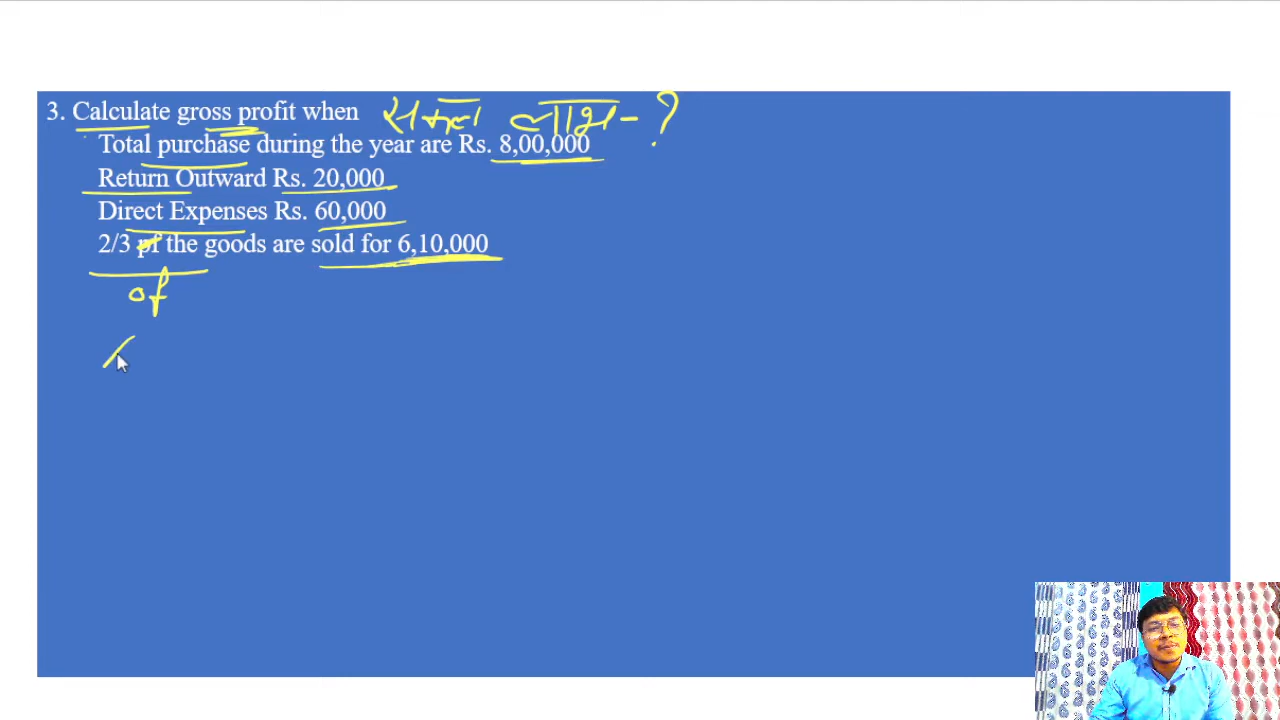 3. Calculate gross profit when सकल लाभ - ?
Total purchase during the year are Rs. 8,00,000
Return Outward Rs. 20,000
Direct Expenses Rs. 60,000
2/3 pf the goods are sold for 6,10,000
of